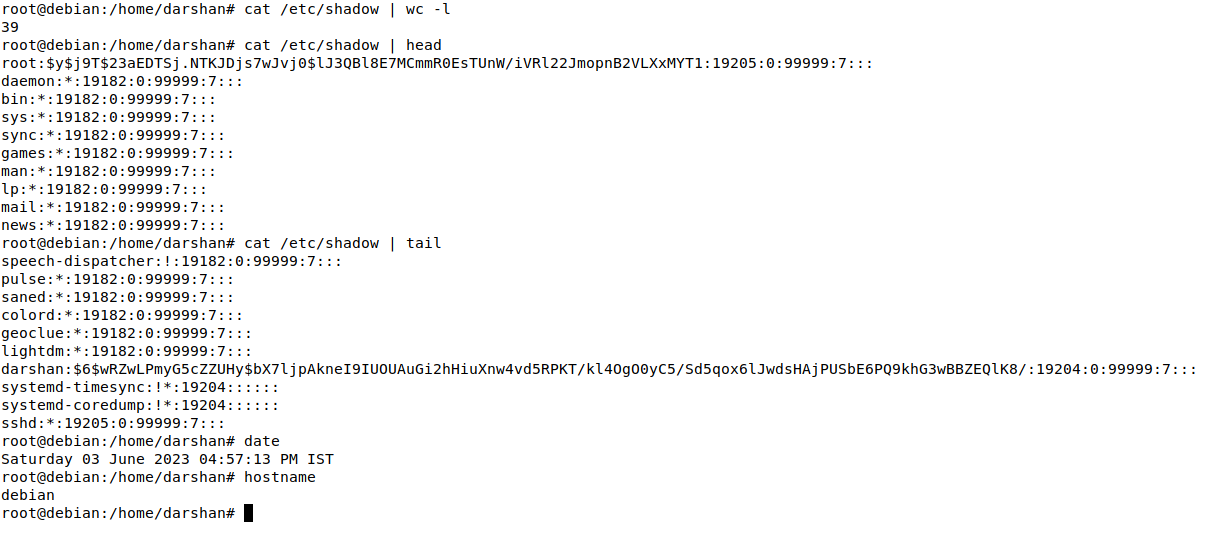 root@debian:/home/darshan# cat /etc/shadow | wc -l
39
root@debian:/home/darshan# cat /etc/shadow | head
root:$y$j9T$23aEDTSj.NTKJDjs7wJvj0$lJ3QBl8E7MCmmR0EsTUnW/iVRl22JmopnB2VLXxMYT1:19205:0:99999:7:::
daemon:*:19182:0:99999:7:::
bin:*:19182:0:99999:7:::
sys:*:19182:0:99999:7:::
sync:*:19182:0:99999:7:::
games:*:19182:0:99999:7:::
man:*:19182:0:99999:7:::
lp:*:19182:0:99999:7:::
mail:*:19182:0:99999:7:::
news:*:19182:0:99999:7:::
root@debian:/home/darshan# cat /etc/shadow | tail
speech-dispatcher:!:19182:0:99999:7:::
pulse:*:19182:0:99999:7:::
saned:*:19182:0:99999:7:::
colord:*:19182:0:99999:7:::
geoclue:*:19182:0:99999:7:::
lightdm:*:19182:0:99999:7:::
darshan:$6$wRZwLPmyG5cZZUHy$bX7ljpAkneI9IUOUAuGi2hHiuXnw4vd5RPKT/kl4OgO0yC5/Sd5qox6lJwdsHAjPUSbE6PQ9khG3wBBZEQlK8/:19204:0:99999:7:::
systemd-timesync:!*:19204::::::
systemd-coredump:!*:19204::::::
sshd:*:19205:0:99999:7:::
root@debian:/home/darshan# date
Saturday 03 June 2023 04:57:13 PM IST
root@debian:/home/darshan# hostname
debian
root@debian:/home/darshan#